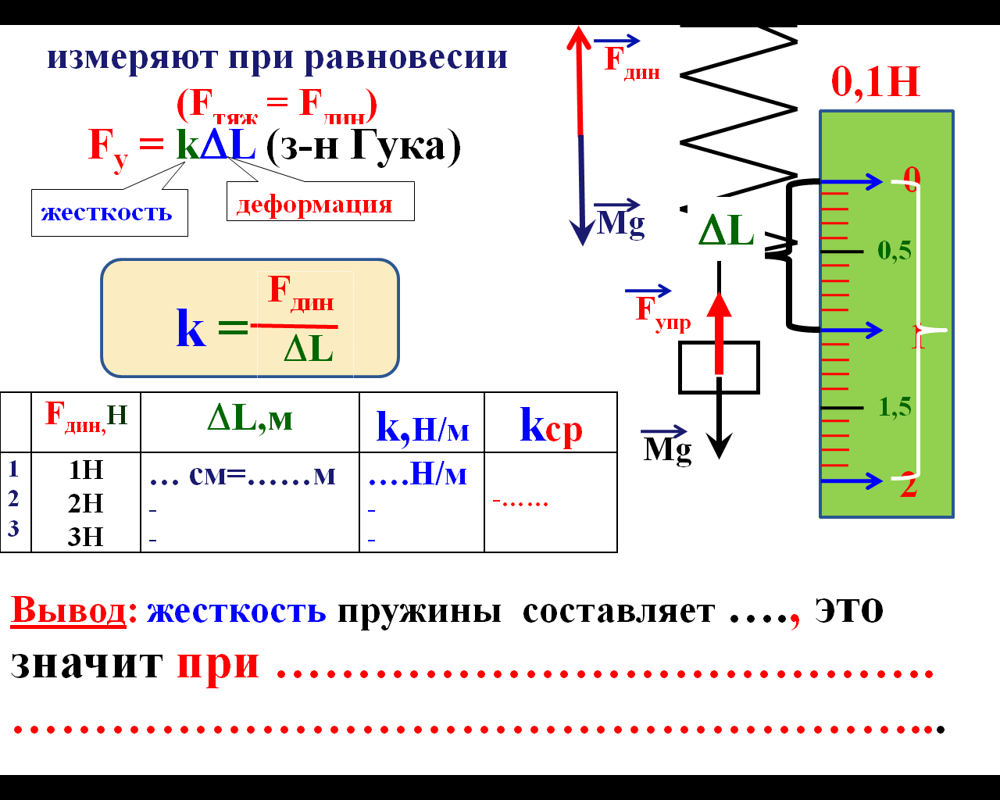 измеряют при равновесии
(Fтяж = Fдин)
Fу = kΔL (з-н Гука)
жесткость
деформация
k = Fдин
ΔL
Fдин
Mg
ΔL
Fупр
Mg
0,1Н
0
0,5
1
1,5
2
Fдин,Н ΔL,м k,Н/м kср
1 1Н … см=……м ….Н/м
2 2Н - - -……
3 3Н - -
Вывод: жесткость пружины составляет …., это
значит при ……………………………………
…………………………………………………..